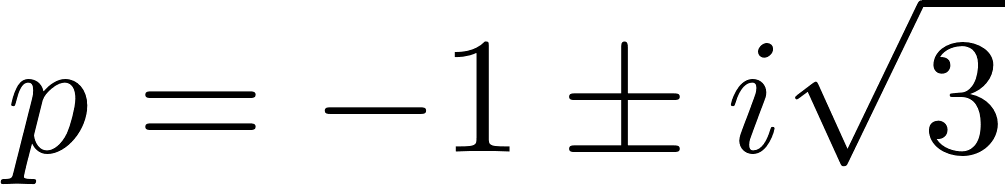 p = −1 ± i√3